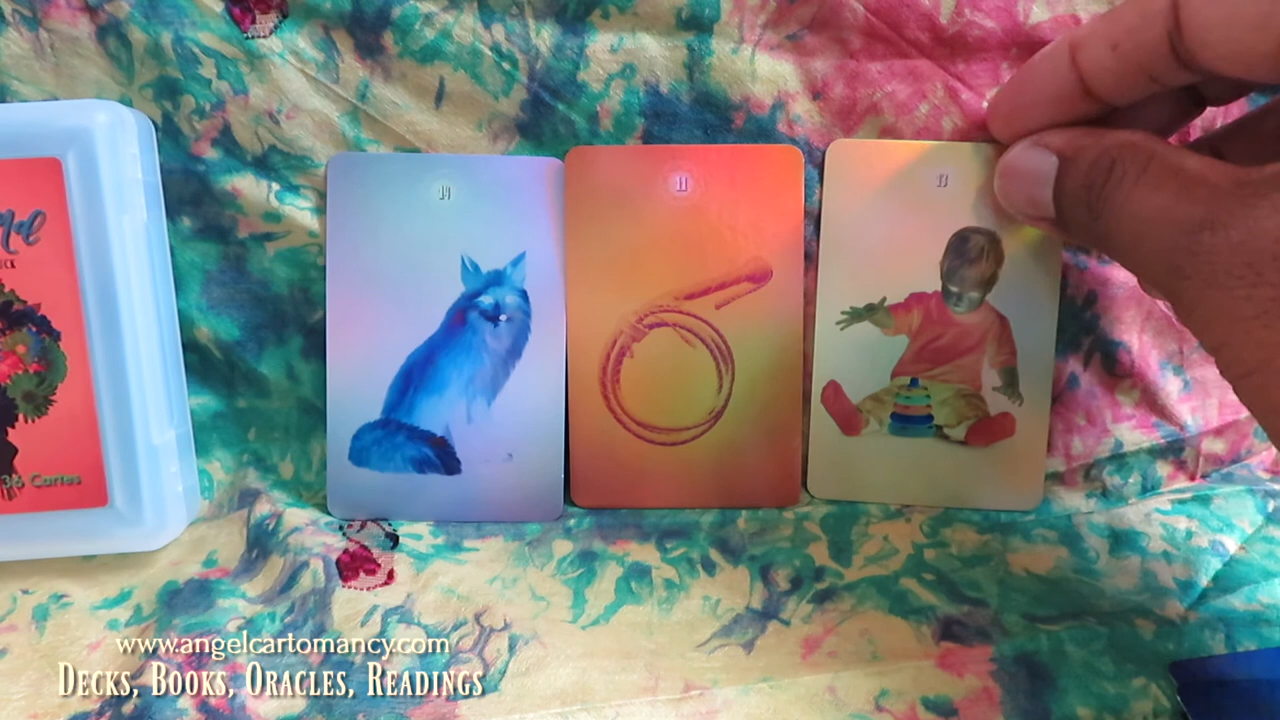 14
11
13
36 Cartes
www.angelcartomancy.com
Decks, Books, Oracles, Readings